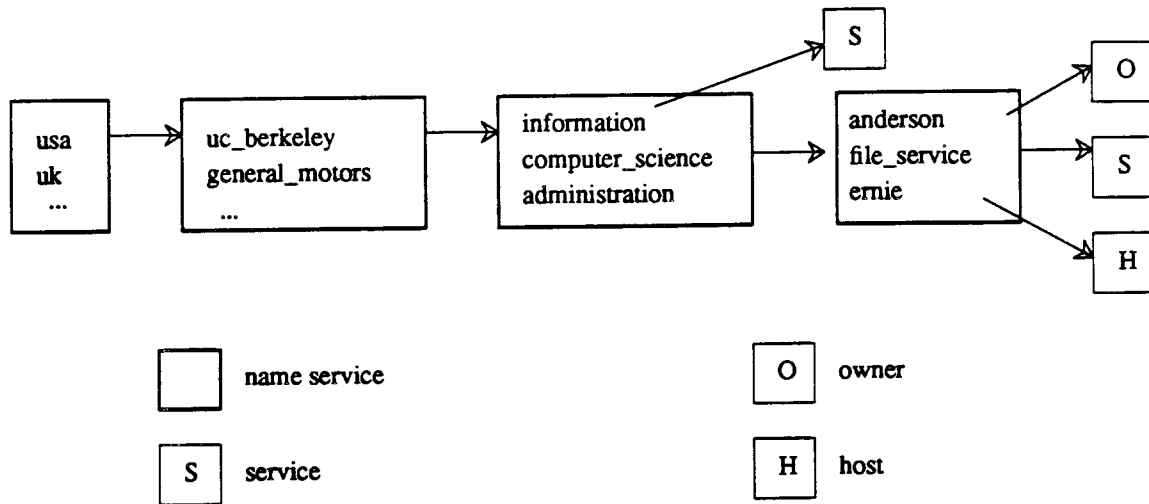 S
O
usa
uk
...
uc_berkeley
general_motors
...
information
computer_science
administration
anderson
file_service
ernie
S
H
name service
O owner
S service
H host